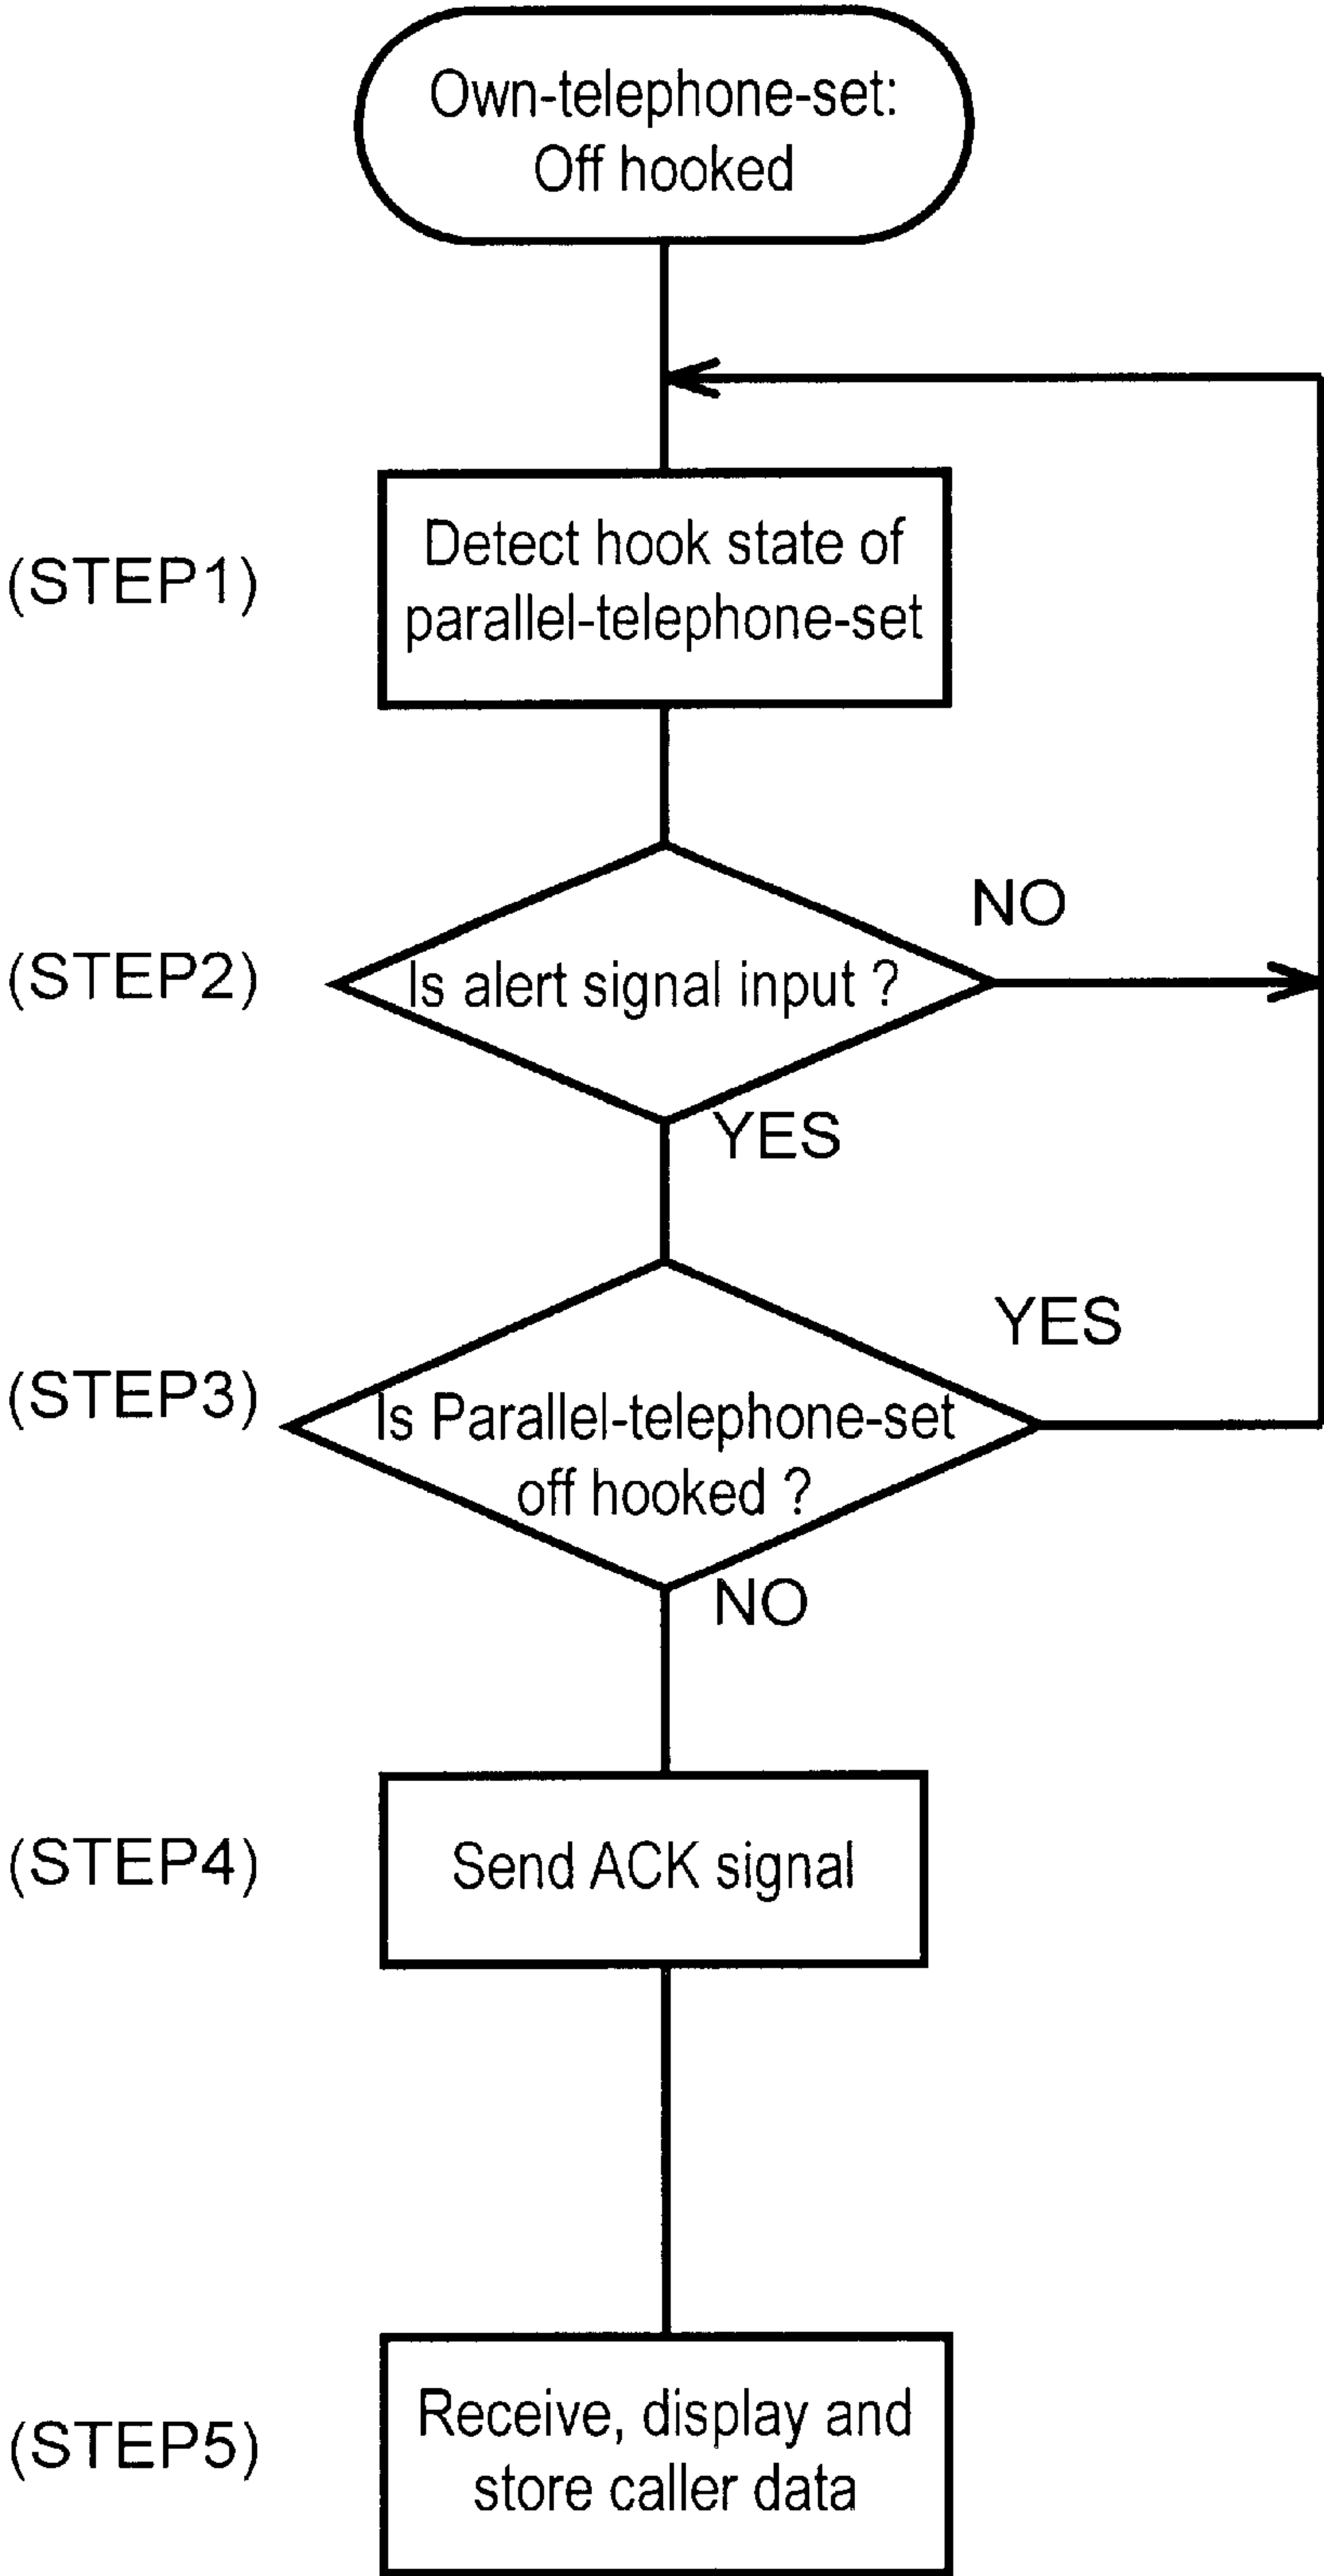 Own-telephone-set:
Off hooked
(STEP1)
Detect hook state of
parallel-telephone-set
(STEP2)
Is alert signal input ?
NO
YES
(STEP3)
Is Parallel-telephone-set
off hooked ?
YES
NO
(STEP4)
Send ACK signal
(STEP5)
Receive, display and
store caller data